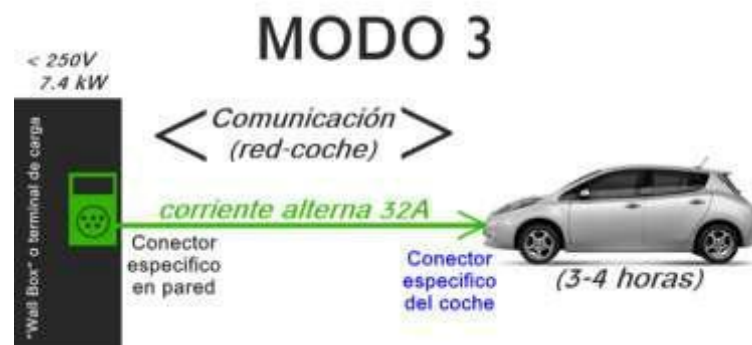 MODO 3
< 250V
7.4 kW
Comunicación
(red-coche)
"Wall Box" o terminal de carga
corriente alterna 32A
Conector
especifico
en pared
Conector
especifico
del coche
(3-4 horas)